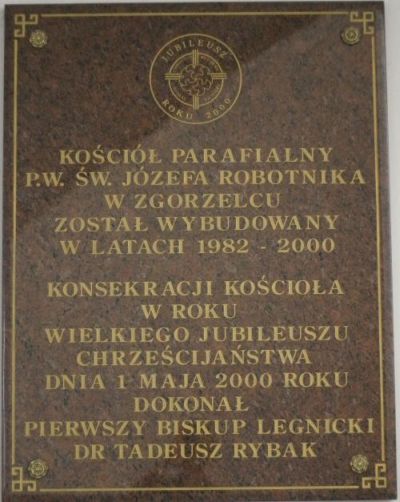 JUBILEUSZ
ROKU 2000
KOŚCIÓŁ PARAFIALNY
P.W. ŚW. JÓZEFA ROBOTNIKA
W ZGORZELCU
ZOSTAŁ WYBUDOWANY
W LATACH 1982 - 2000
KONSEKRACJI KOŚCIOŁA
W ROKU
WIELKIEGO JUBILEUSZU
CHRZEŚCIJAŃSTWA
DNIA 1 MAJA 2000 ROKU
DOKONAŁ
PIERWSZY BISKUP LEGNICKI
DR TADEUSZ RYBAK